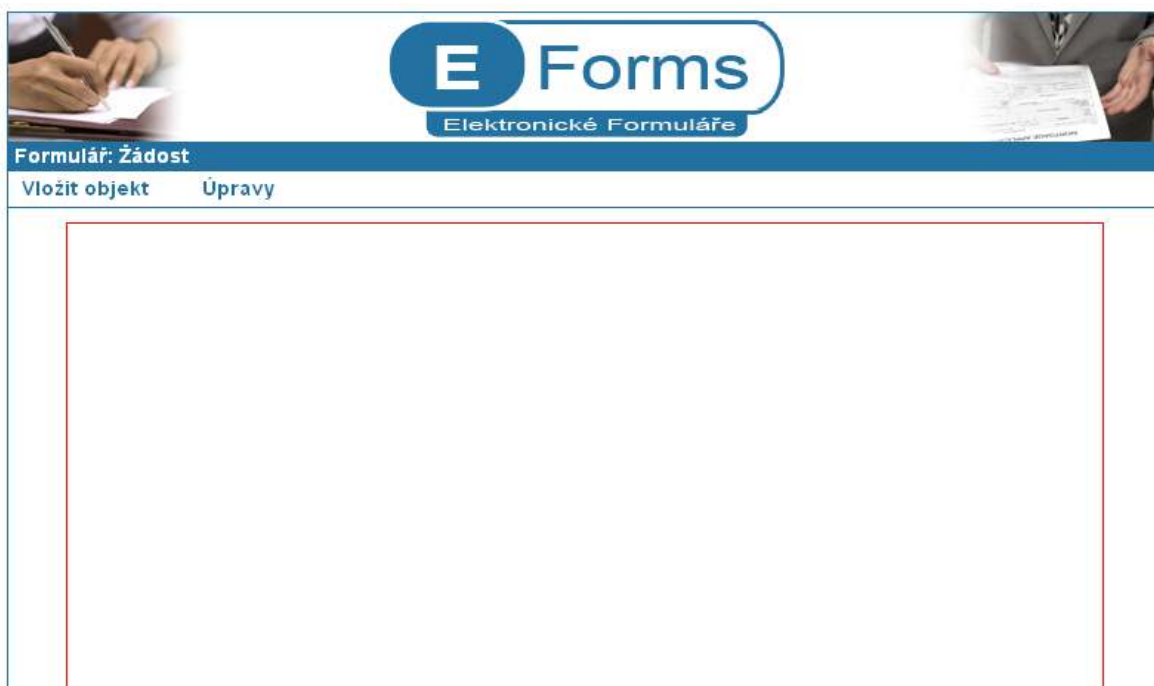 E Forms
Elektronické Formuláře
Formulář: Žádost
Vložit objekt Úpravy